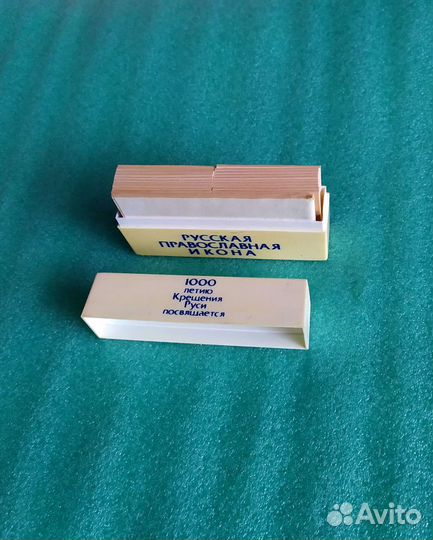 РУССКАЯ
ПРАВОСЛАВНАЯ
ИКОНА
1000
летию
Крещения
Руси
посвящается
Avito